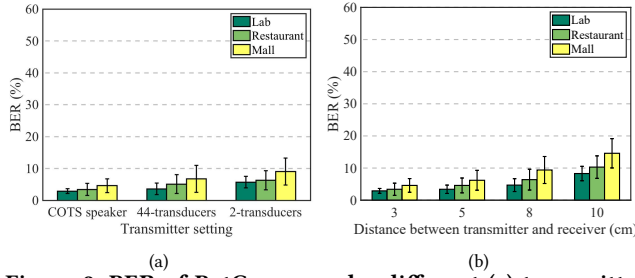 60
50
40
30
20
10
0
BER (%)
Lab
Restaurant
Mall
COTS speaker 44-transducers 2-transducers
Transmitter setting
(a)
60
50
40
30
20
10
0
BER (%)
Lab
Restaurant
Mall
3 5 8 10
Distance between transmitter and receiver (cm)
(b)